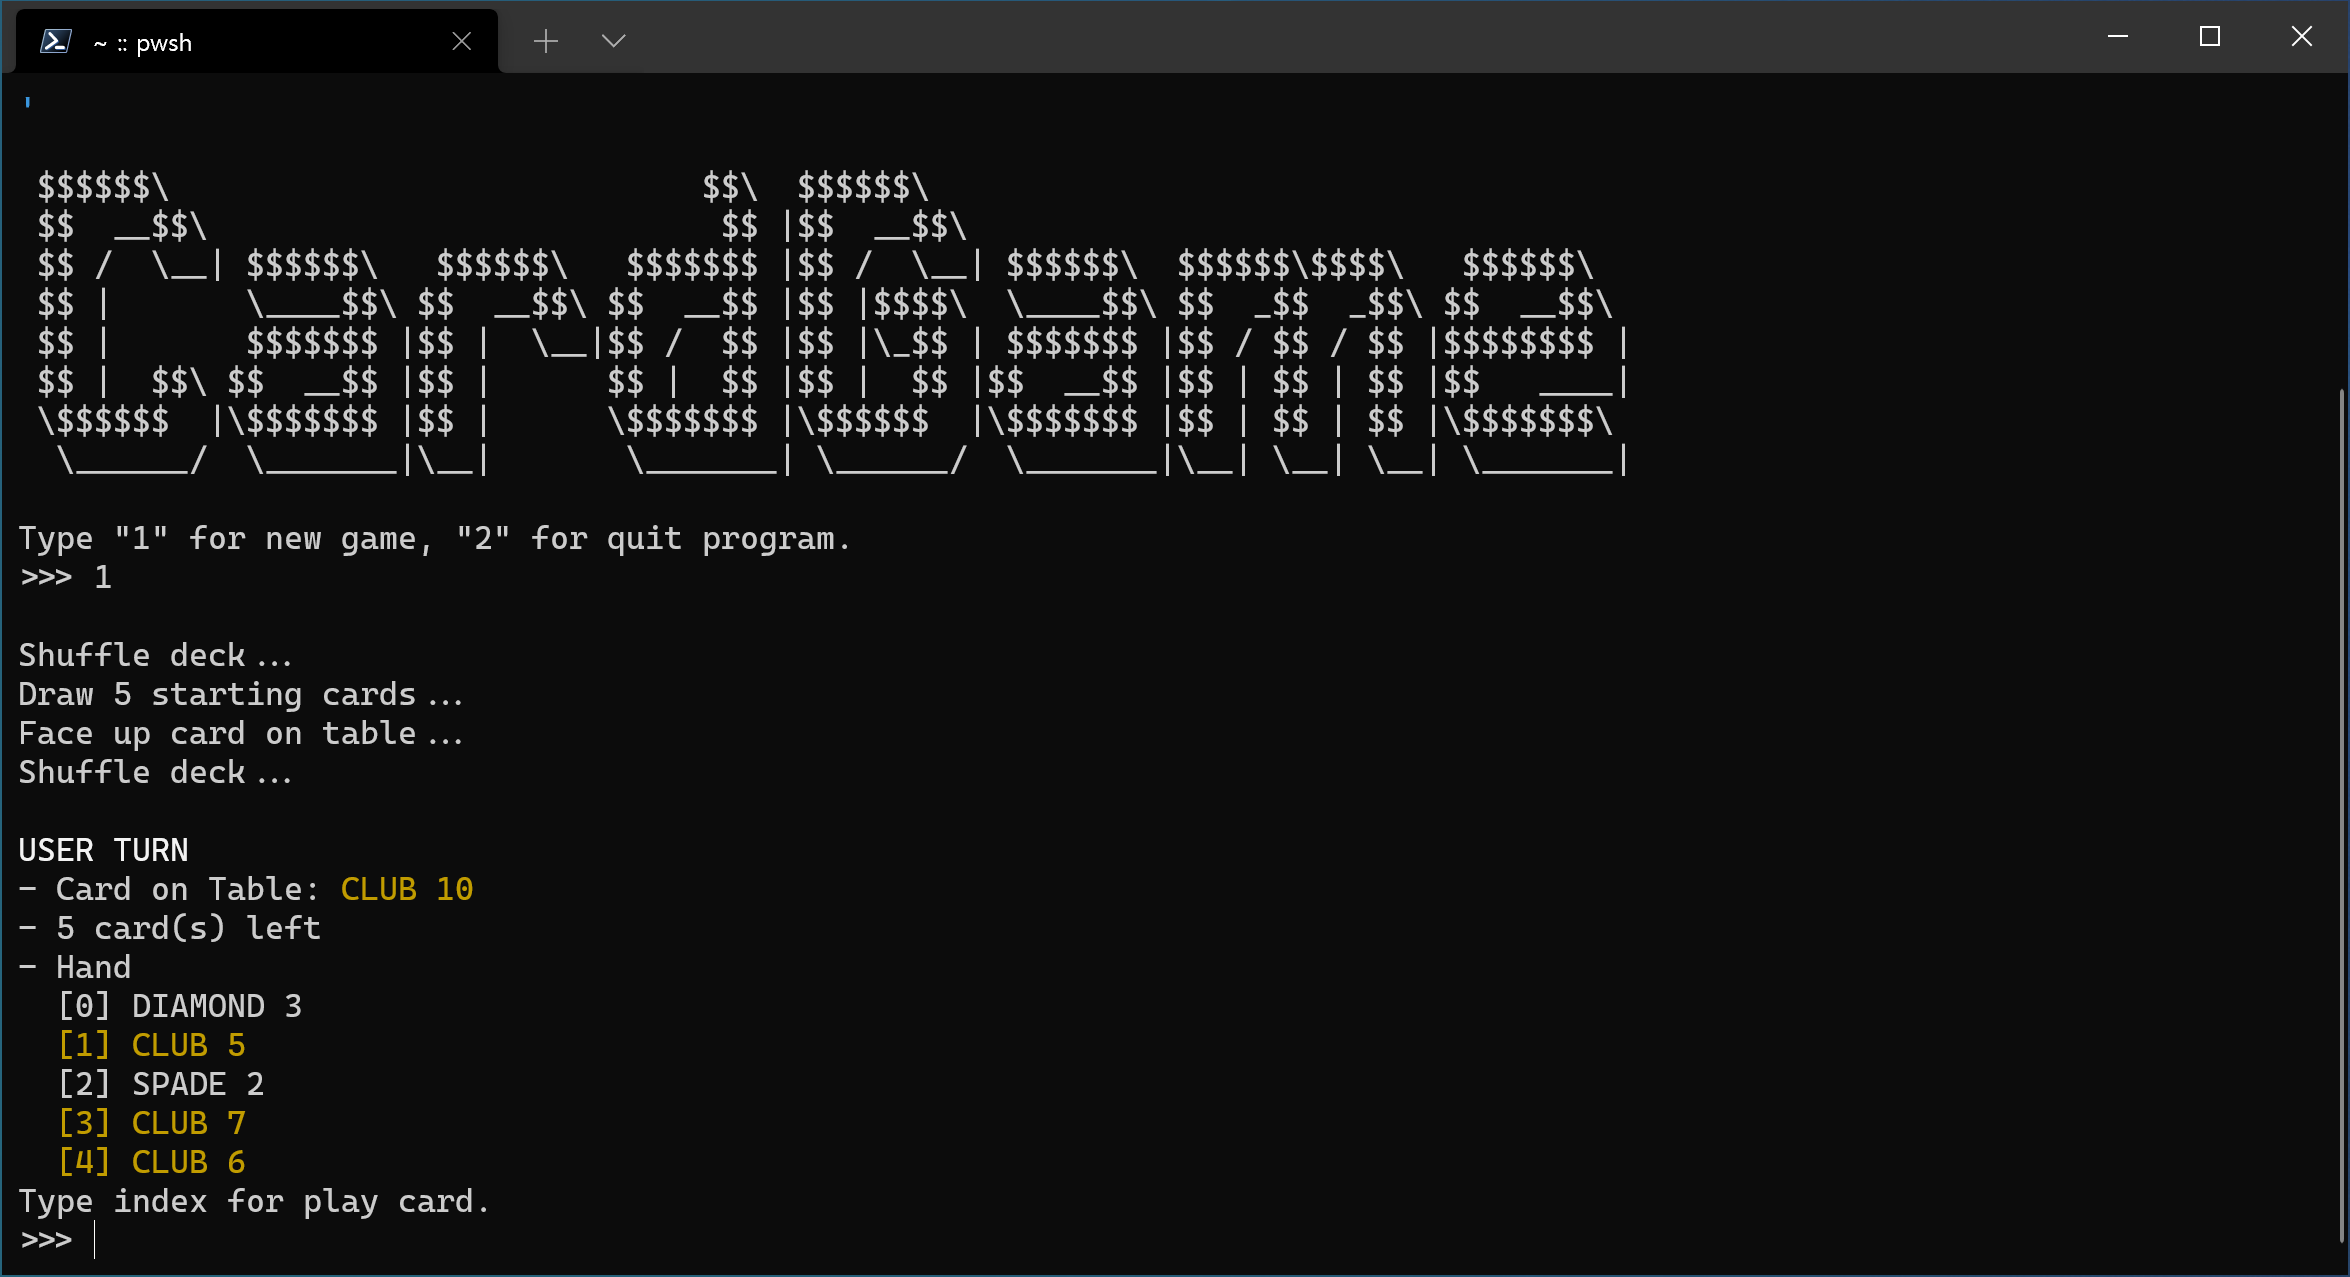 ~ :: pwsh
'
 $$$$$$\                            $$\  $$$$$$\
 $$  __$$\                           $$ |$$  __$$\
 $$ /  \__| $$$$$$\   $$$$$$\   $$$$$$$ |$$ /  \__| $$$$$$\  $$$$$$\$$$$\   $$$$$$\
 $$ |       \____$$\ $$  __$$\ $$  __$$ |$$ |$$$$\  \____$$\ $$  _$$  _$$\ $$  __$$\
 $$ |       $$$$$$$ |$$ |  \__|$$ /  $$ |$$ |\_$$ | $$$$$$$ |$$ / $$ / $$ |$$$$$$$$ |
 $$ |  $$\ $$  __$$ |$$ |      $$ |  $$ |$$ |  $$ |$$  __$$ |$$ | $$ | $$ |$$   ____|
 \$$$$$$  |\$$$$$$$ |$$ |      \$$$$$$$ |\$$$$$$  |\$$$$$$$ |$$ | $$ | $$ |\$$$$$$$\
  \______/  \_______|\__|       \_______| \______/  \_______|\__| \__| \__| \_______|
Type "1" for new game, "2" for quit program.
>>> 1
Shuffle deck...
Draw 5 starting cards...
Face up card on table...
Shuffle deck...
USER TURN
- Card on Table: CLUB 10
- 5 card(s) left
- Hand
  [0] DIAMOND 3
  [1] CLUB 5
  [2] SPADE 2
  [3] CLUB 7
  [4] CLUB 6
Type index for play card.
>>>